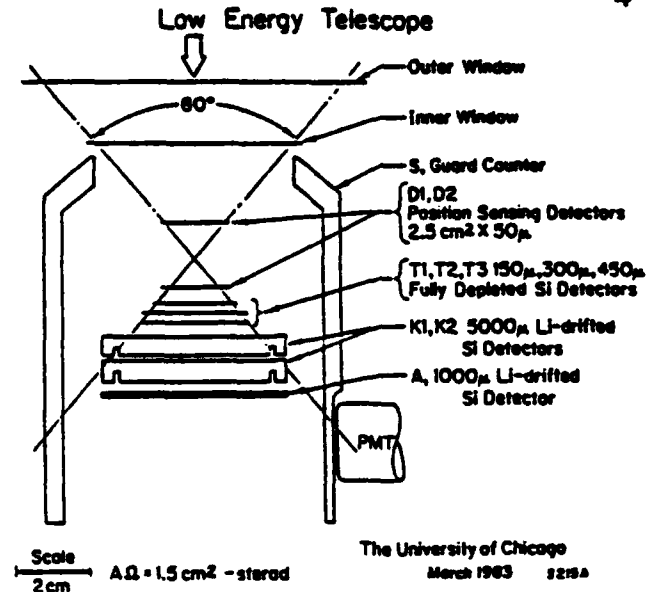 Low Energy Telescope
Outer Window
60°
Inner Window
S, Guard Counter
D1,D2
Position Sensing Detectors
2.5 cm² X 50μ
T1,T2,T3 150μ,300μ,450μ
Fully Depleted Si Detectors
K1,K2 5000μ Li-drifted
Si Detectors
A, 1000μ Li-drifted
Si Detector
PMT
Scale
2cm
AΩ = 1.5 cm² - sterad
The University of Chicago
March 1983